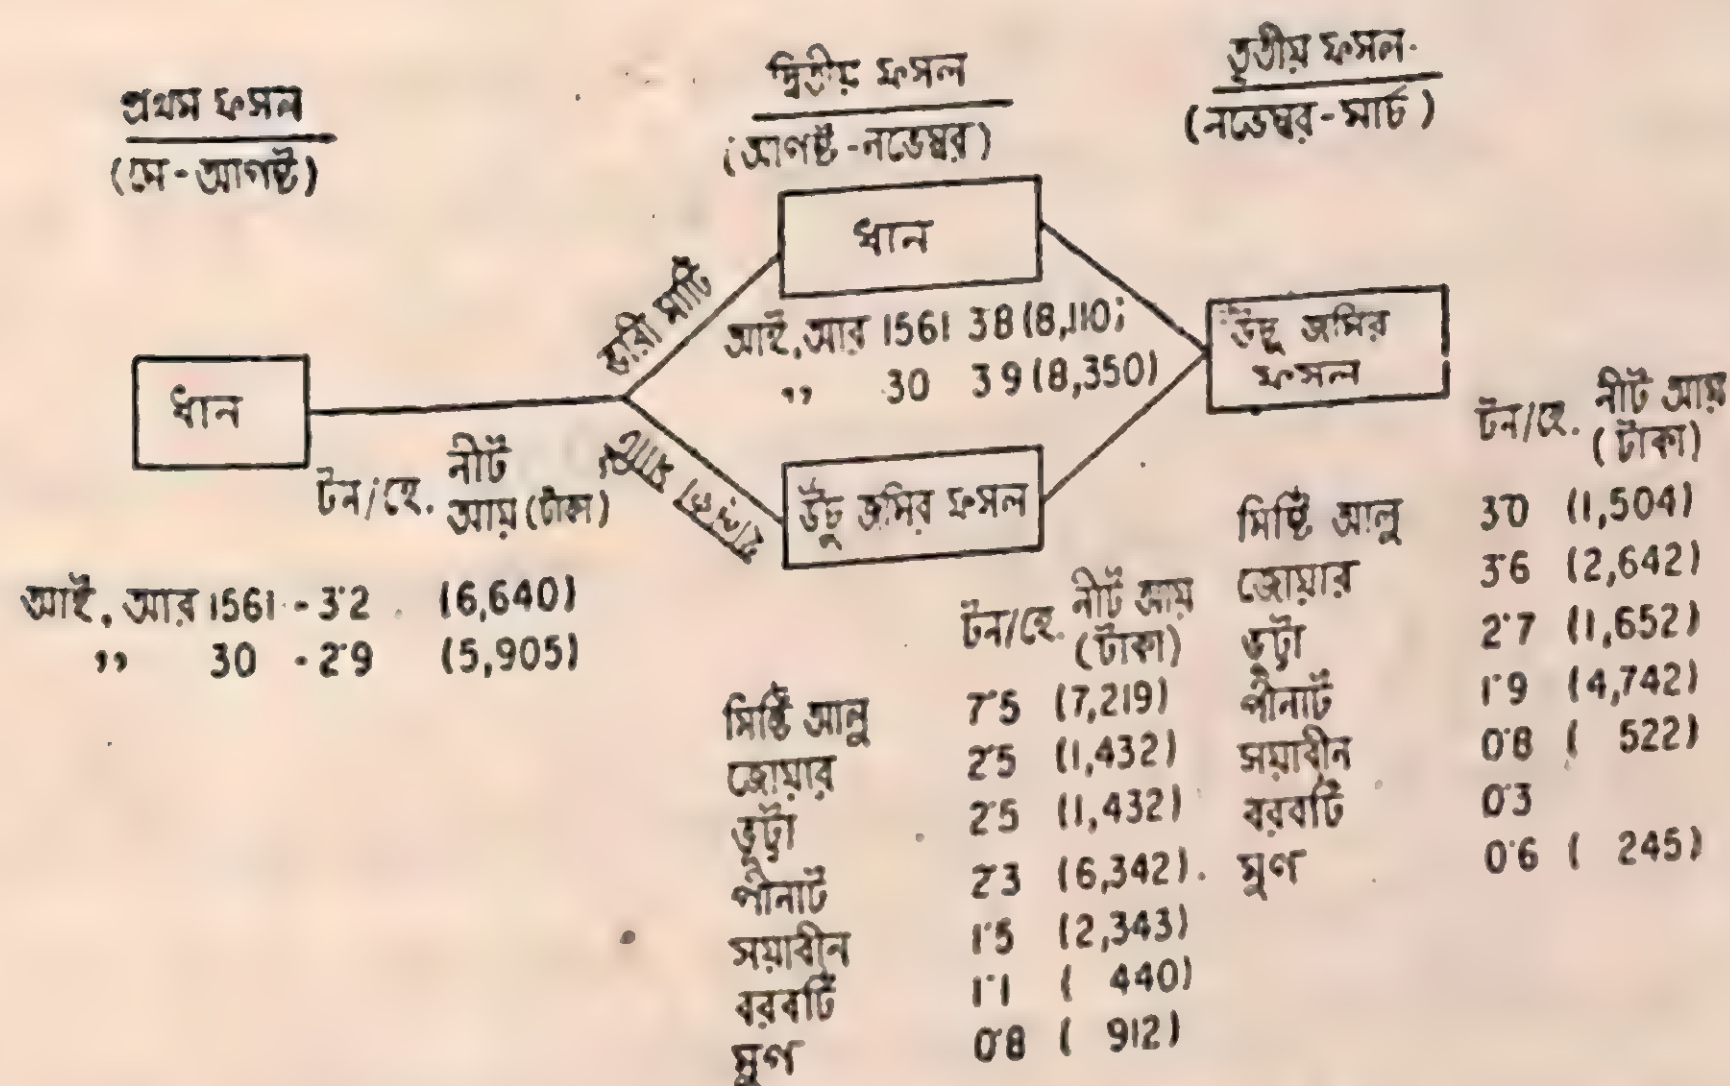 প্রথম ফসল
(মে-আগষ্ট)
দ্বিতীয় ফসল
(আগষ্ট-নভেম্বর)
তৃতীয় ফসল
(নভেম্বর-মার্চ)
ধান
টন/হে. নীট আয় (টাকা)
আই, আর 1561 - 3·2 (6,640)
,, 30 - 2·9 (5,905)
ভারী মাটি
মাটি
ধান
আই, আর 1561 3·8 (8,110)
,, 30 3·9 (8,350)
উঁচু জমির ফসল
টন/হে. নীট আয় (টাকা)
মিষ্টি আলু 7·5 (7,219)
জোয়ার 2·5 (1,432)
ভুট্টা 2·5 (1,432)
পীনাট 2·3 (6,342)
সয়াবীন 1·5 (2,343)
বরবটি 1·1 ( 440)
মুগ 0·8 ( 912)
উঁচু জমির
ফসল
টন/হে. নীট আয় (টাকা)
মিষ্টি আলু 3·0 (1,504)
জোয়ার 3·6 (2,642)
ভুট্টা 2·7 (1,652)
পীনাট 1·9 (4,742)
সয়াবীন 0·8 ( 522)
বরবটি 0·3
মুগ 0·6 ( 245)